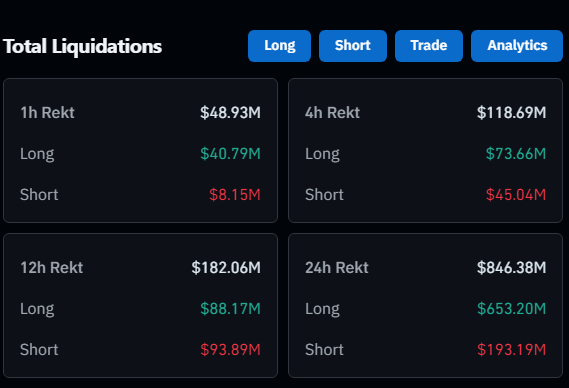 Total Liquidations Long Short Trade Analytics
1h Rekt $48.93M
Long $40.79M
Short $8.15M
4h Rekt $118.69M
Long $73.66M
Short $45.04M
12h Rekt $182.06M
Long $88.17M
Short $93.89M
24h Rekt $846.38M
Long $653.20M
Short $193.19M